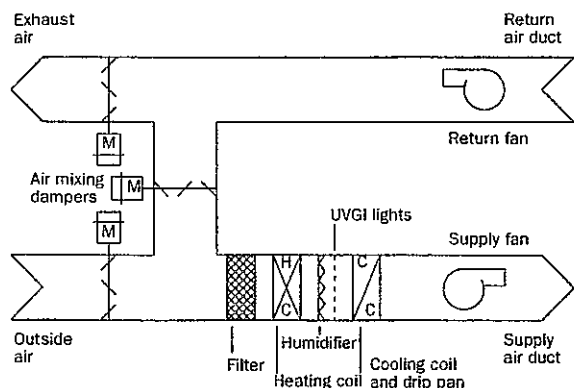 Exhaust
air
Return
air duct
M
Return fan
Air mixing
dampers
M
M
UVGI lights
Supply fan
H
C
C
C
Outside
air
Filter
Humidifier
Heating coil
Cooling coil
and drip pan
Supply
air duct